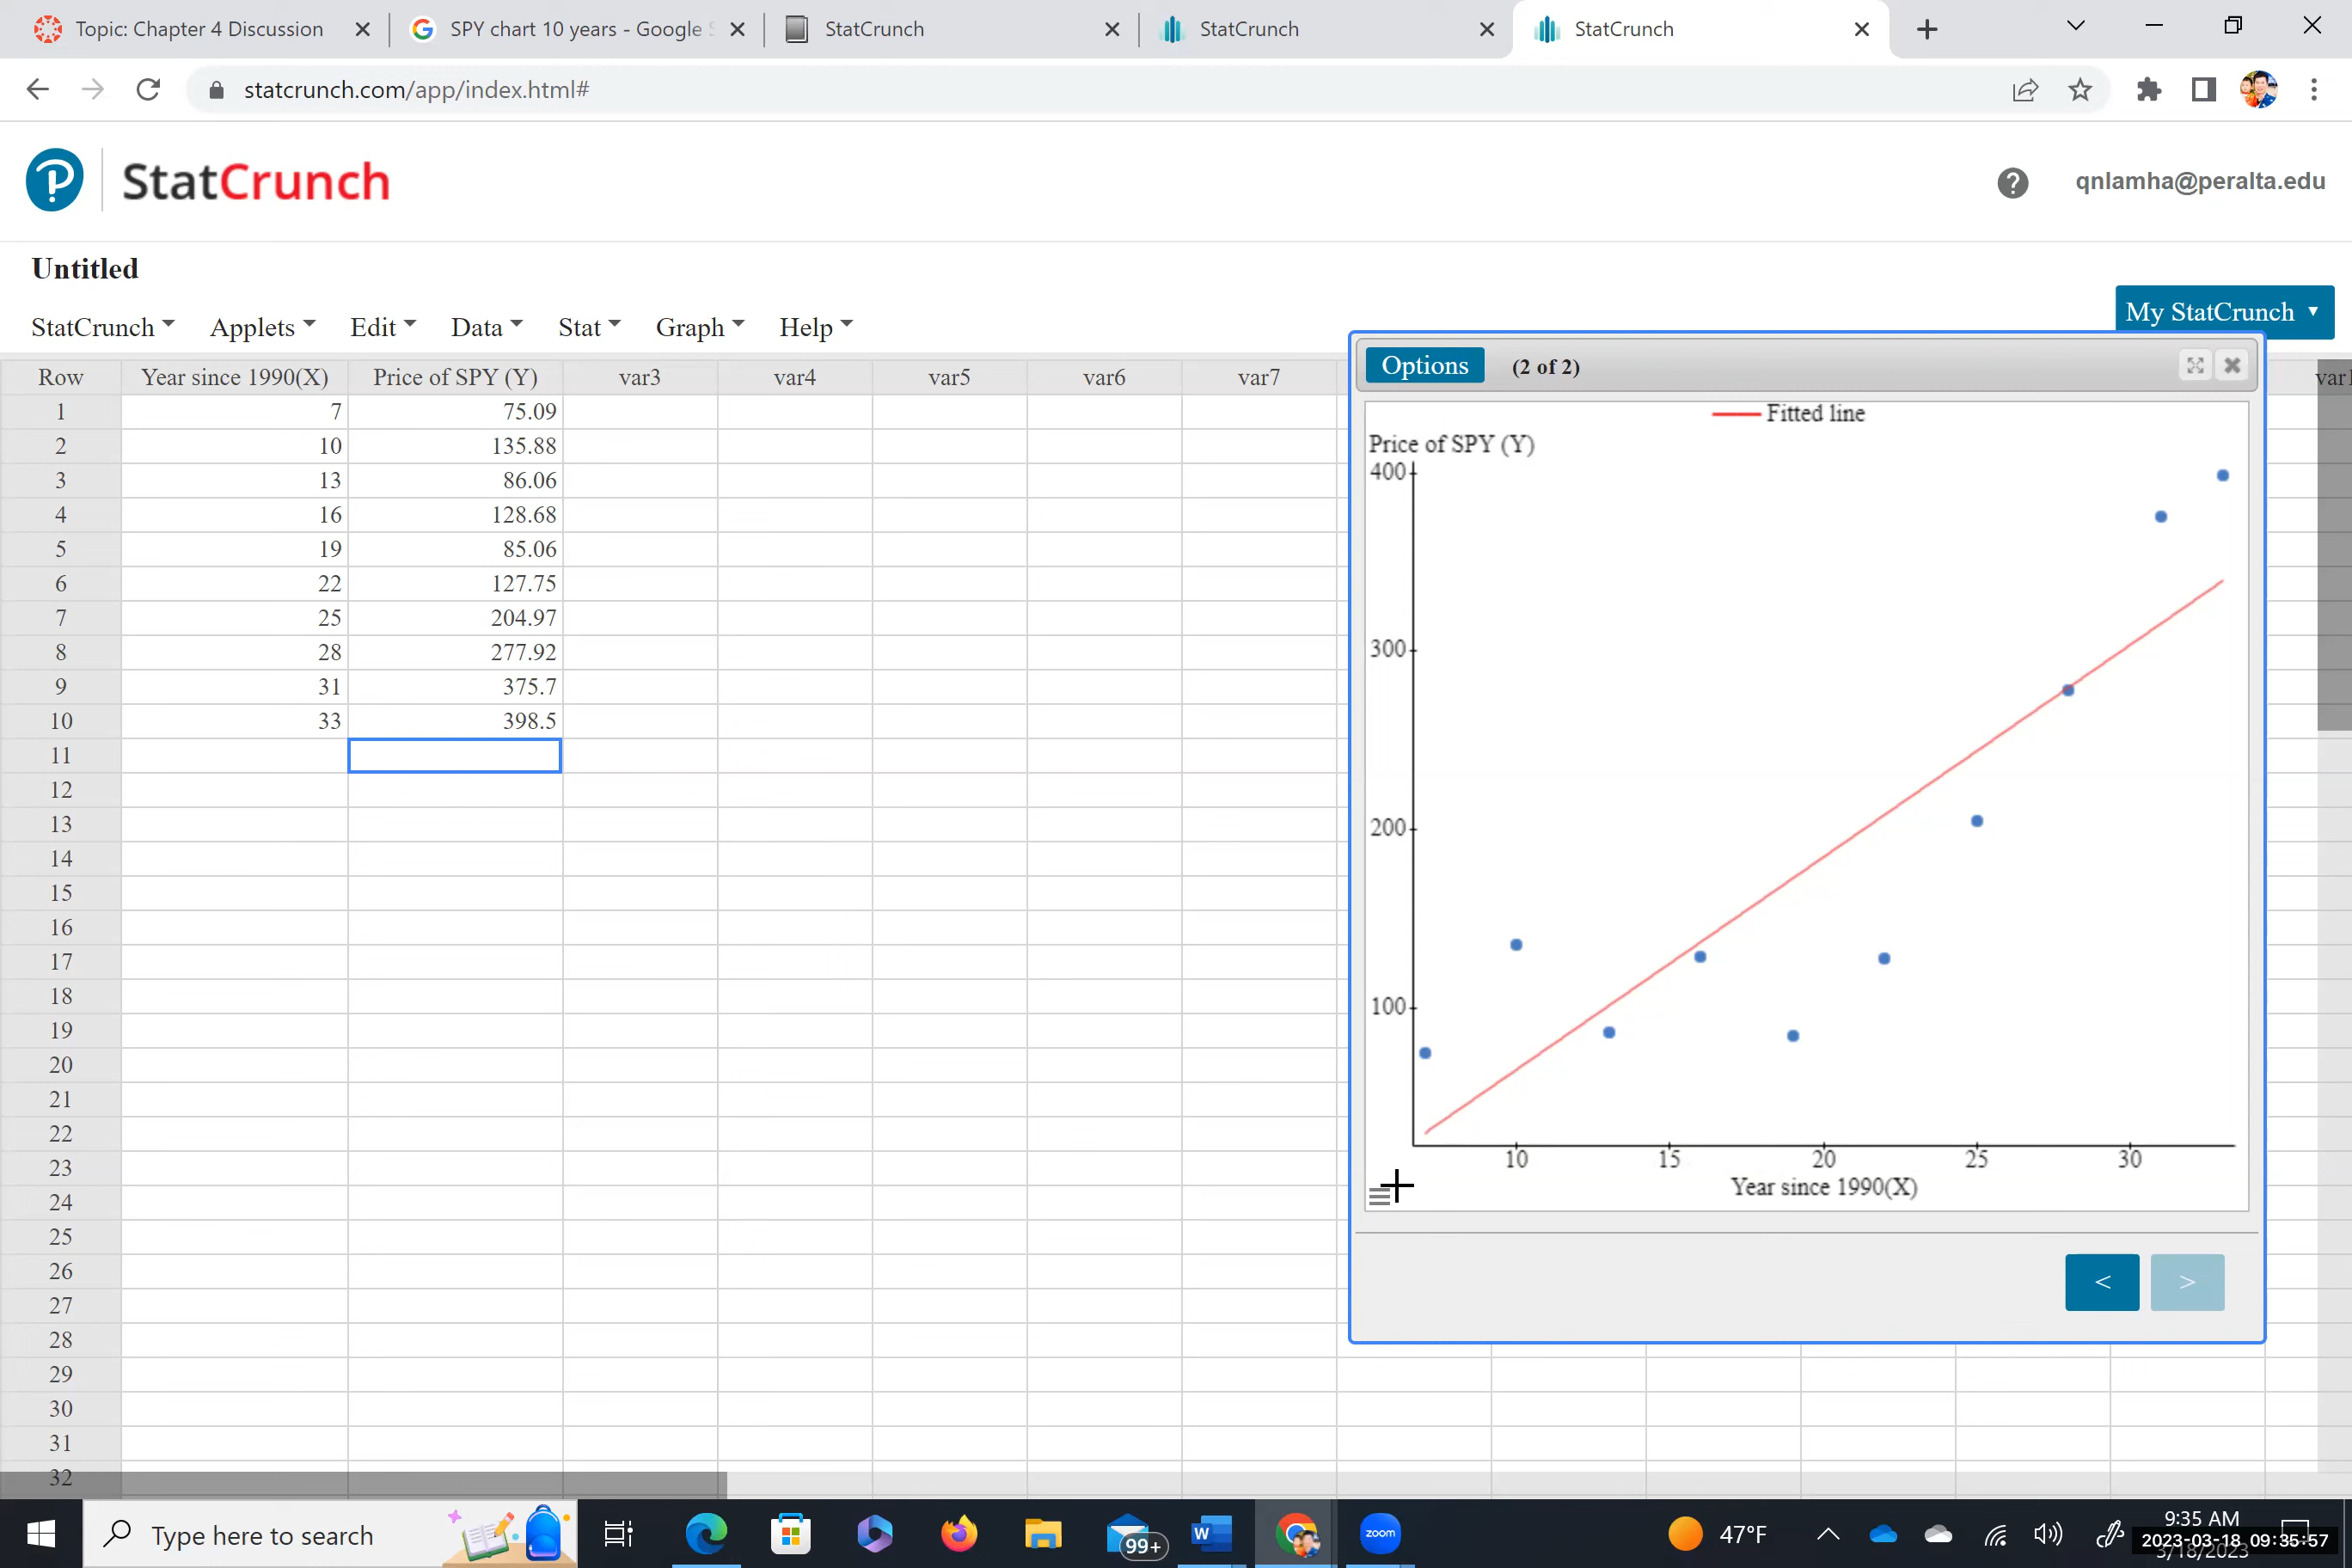 Topic: Chapter 4 Discussion
SPY chart 10 years - Google S
StatCrunch
StatCrunch
StatCrunch
statcrunch.com/app/index.html#
StatCrunch
qnlamha@peralta.edu
Untitled
My StatCrunch
StatCrunch Applets Edit Data Stat Graph Help
Options (2 of 2)
Row Year since 1990(X) Price of SPY (Y) var3 var4 var5 var6 var7
1 7 75.09
2 10 135.88
3 13 86.06
4 16 128.68
5 19 85.06
6 22 127.75
7 25 204.97
8 28 277.92
9 31 375.7
10 33 398.5
11
12
13
14
15
16
17
18
19
20
21
22
23
24
25
26
27
28
29
30
31
32
Fitted line
Price of SPY (Y)
400
300
200
100
10 15 20 25 30
Year since 1990(X)
< >
Type here to search
99+
W
zoom
47°F
9:35 AM
2023-03-18 09:35:57
3/18/2023